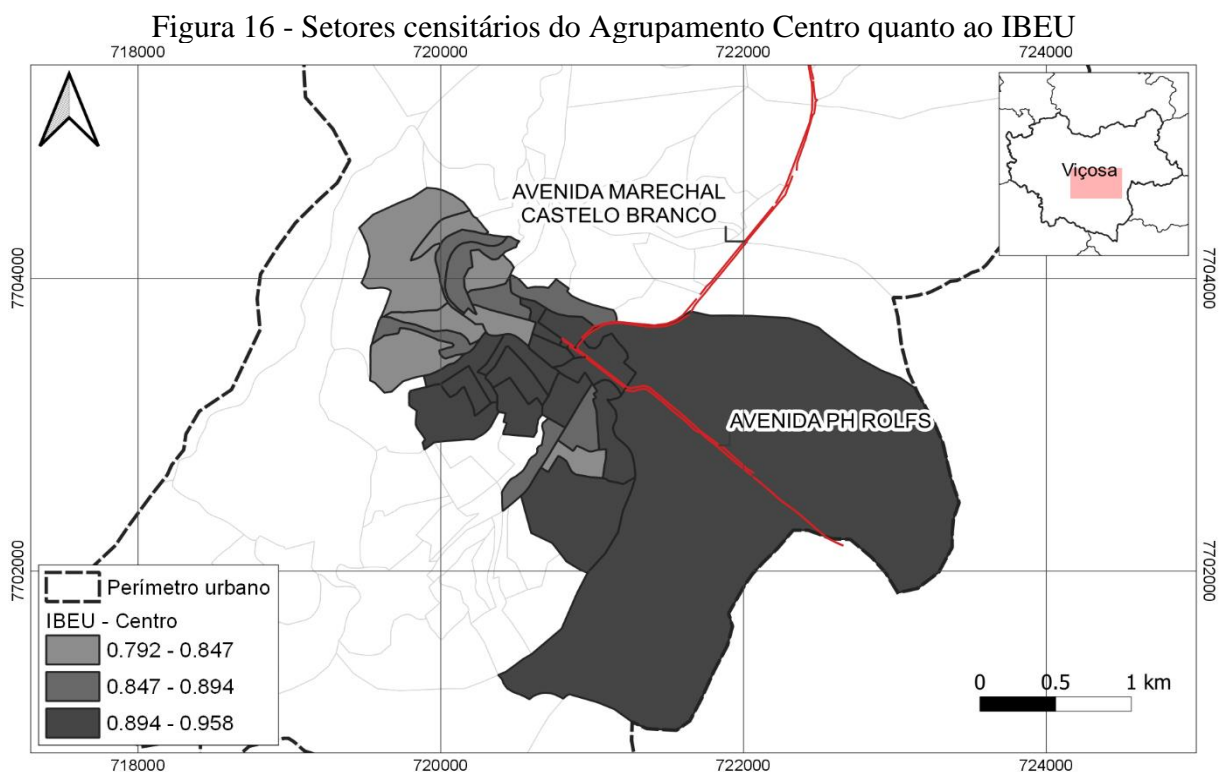 Figura 16 - Setores censitários do Agrupamento Centro quanto ao IBEU
718000 720000 722000 724000
Viçosa
AVENIDA MARECHAL
CASTELO BRANCO
7704000 7704000
AVENIDA PH ROLFS
7702000 7702000
Perímetro urbano
IBEU - Centro
0.792 - 0.847
0.847 - 0.894
0.894 - 0.958
0 0.5 1 km
718000 720000 722000 724000